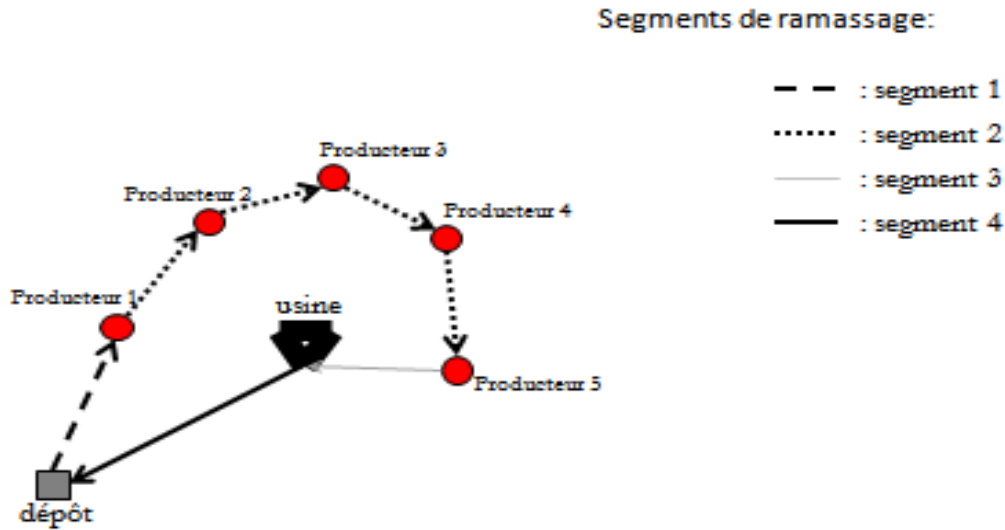 Segments de ramassage:
: segment 1
: segment 2
: segment 3
: segment 4
Producteur 3
Producteur 2
Producteur 4
Producteur 1
usine
Producteur 5
dépôt